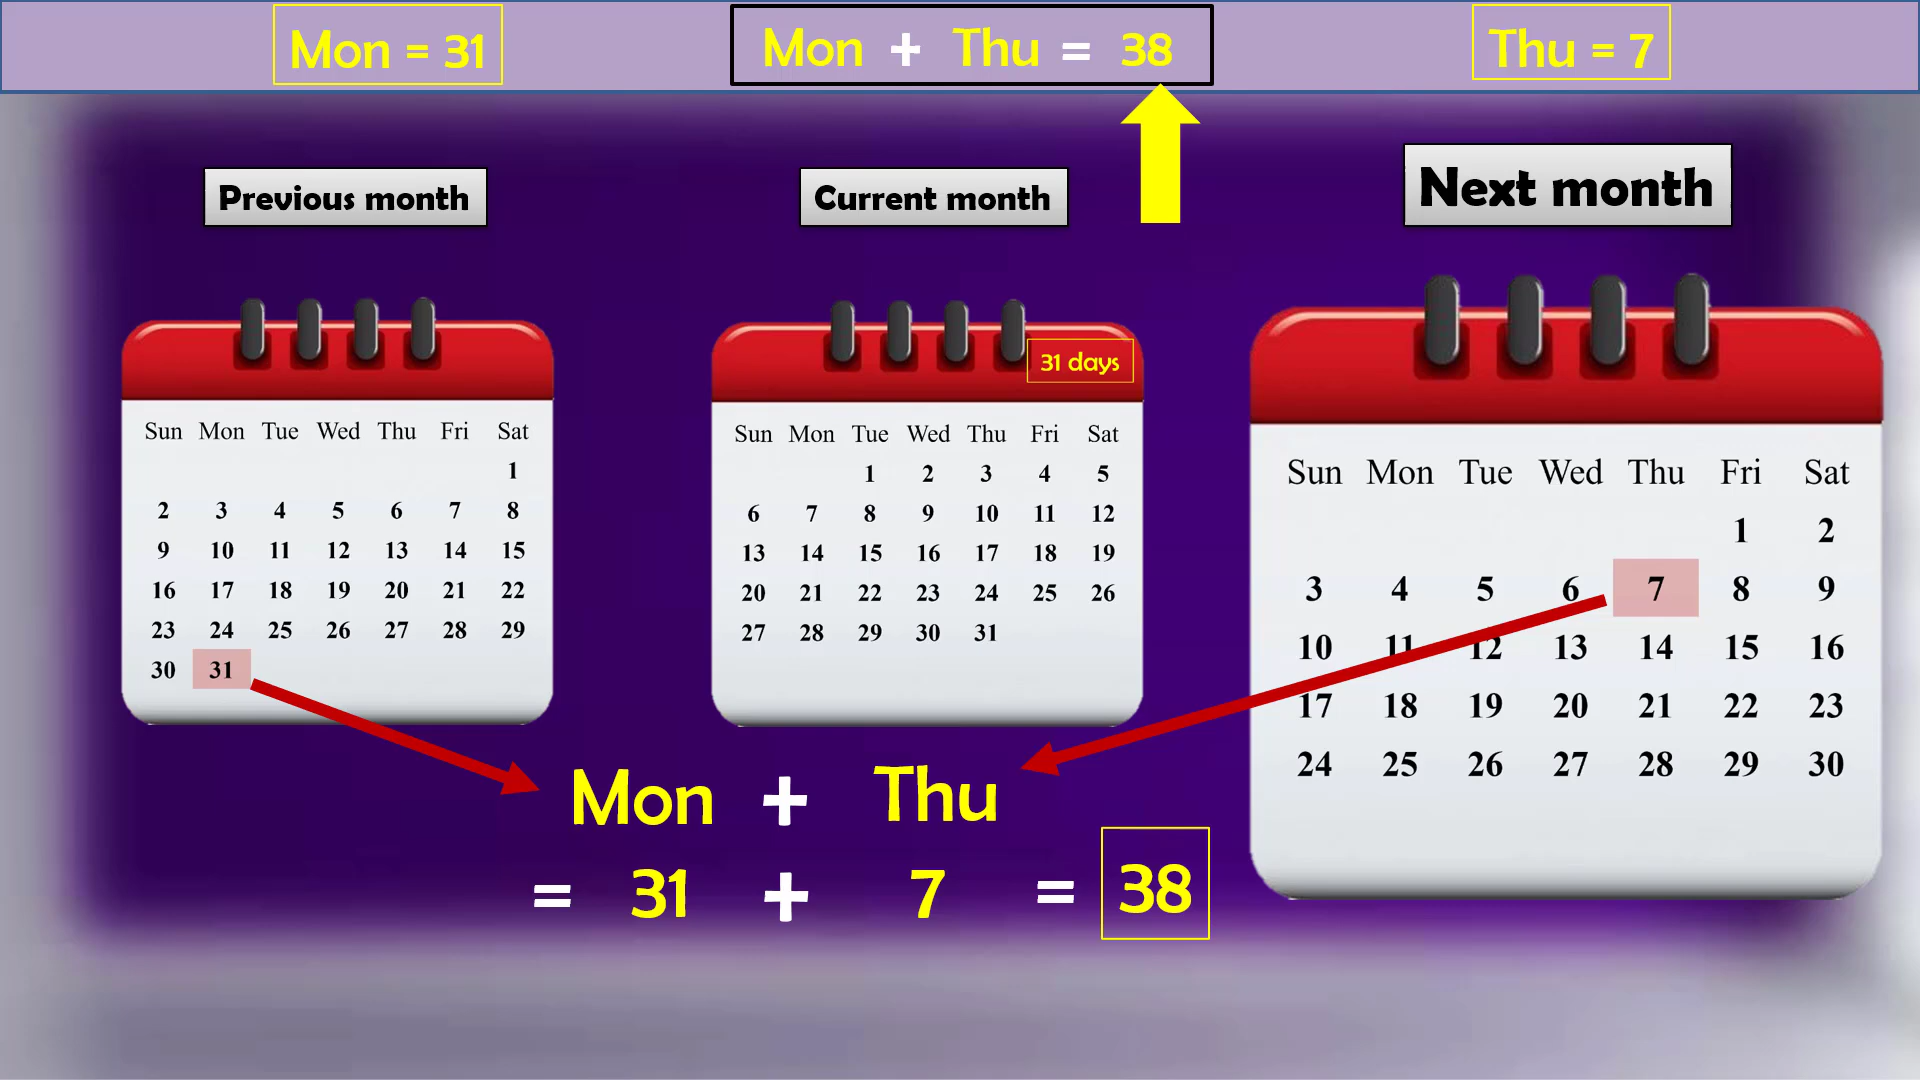 Mon = 31
Mon + Thu = 38
Thu = 7
Previous month
Current month
Next month
Sun Mon Tue Wed Thu Fri Sat
1
2 3 4 5 6 7 8
9 10 11 12 13 14 15
16 17 18 19 20 21 22
23 24 25 26 27 28 29
30 31
31 days
Sun Mon Tue Wed Thu Fri Sat
1 2 3 4 5
6 7 8 9 10 11 12
13 14 15 16 17 18 19
20 21 22 23 24 25 26
27 28 29 30 31
Sun Mon Tue Wed Thu Fri Sat
1 2
3 4 5 6 7 8 9
10 11 12 13 14 15 16
17 18 19 20 21 22 23
24 25 26 27 28 29 30
Mon + Thu
= 31 + 7 = 38